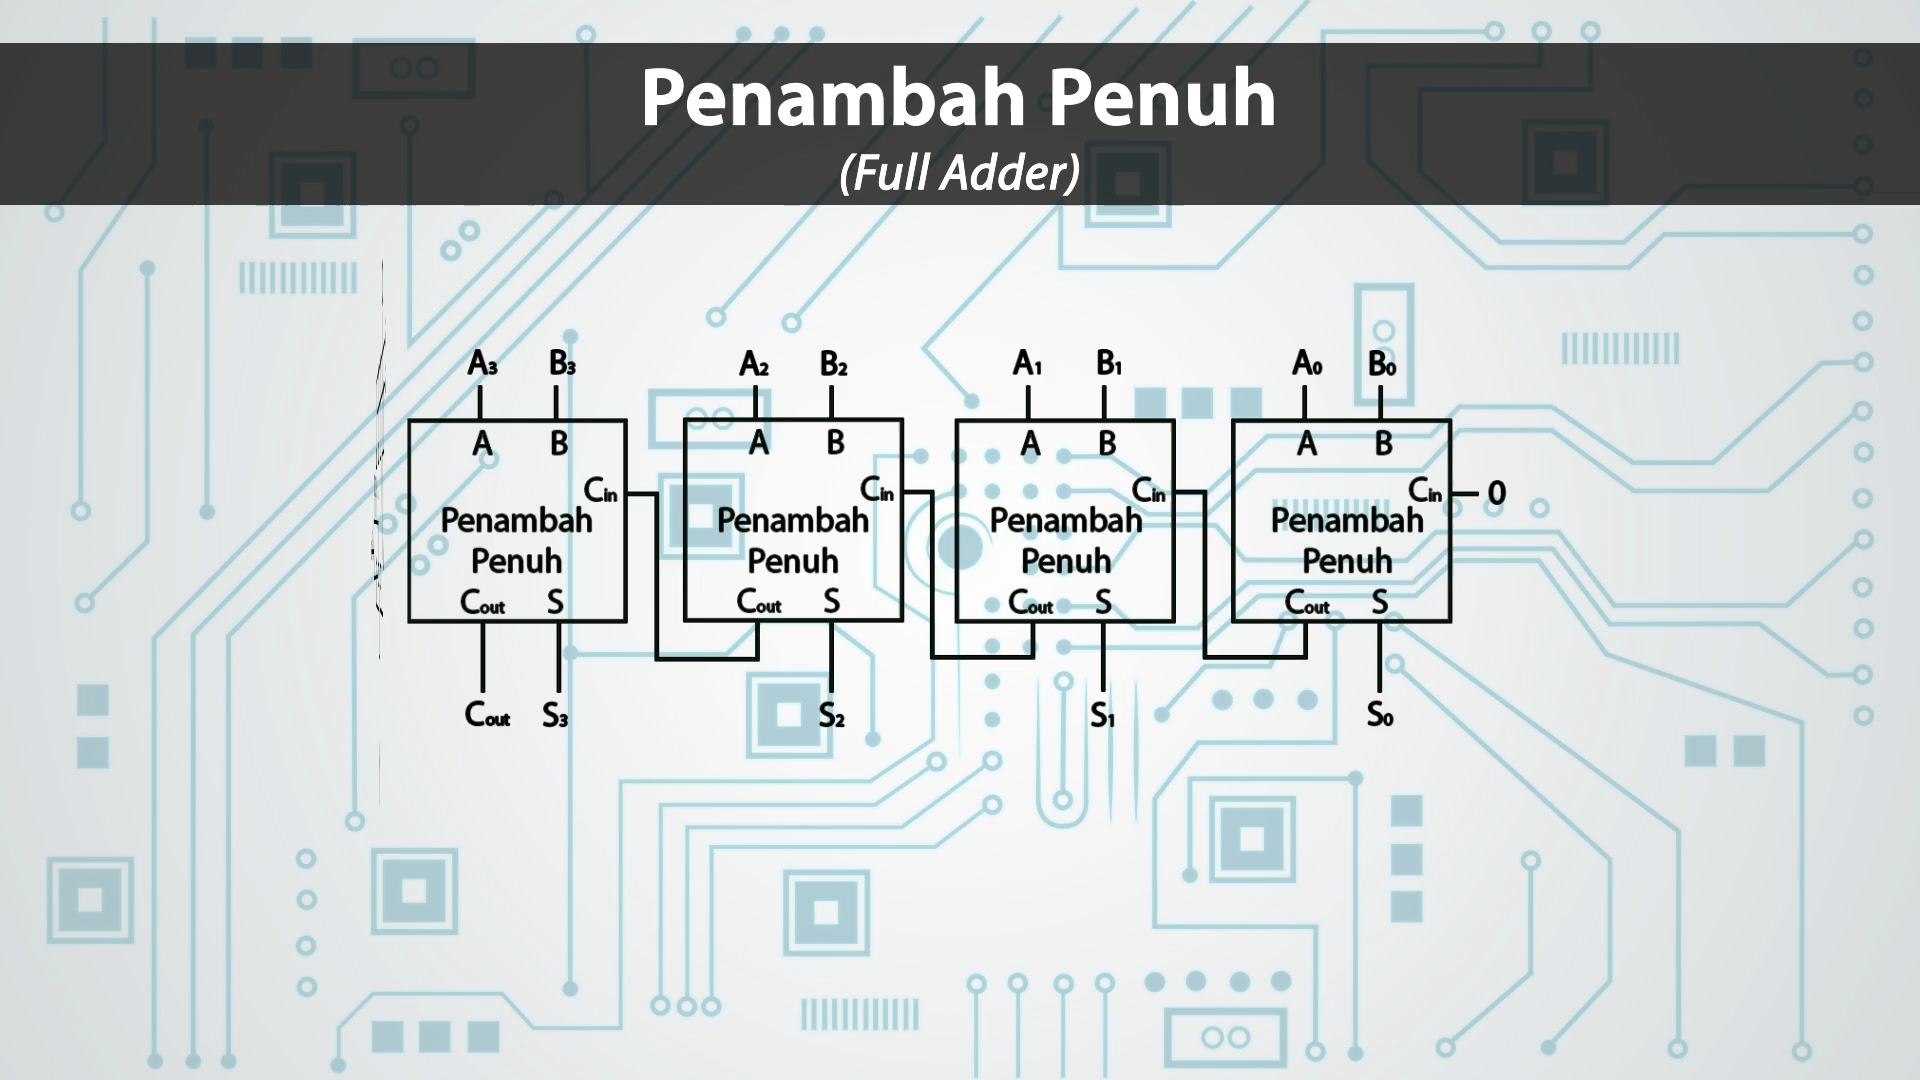 Penambah Penuh
(Full Adder)
A3 B3 A2 B2 A1 B1 A0 B0
A B A B A B A B
Cin Cin Cin Cin 0
Penambah Penambah Penambah Penambah
Penuh Penuh Penuh Penuh
Cout S Cout S Cout S Cout S
Cout S3 S2 S1 S0